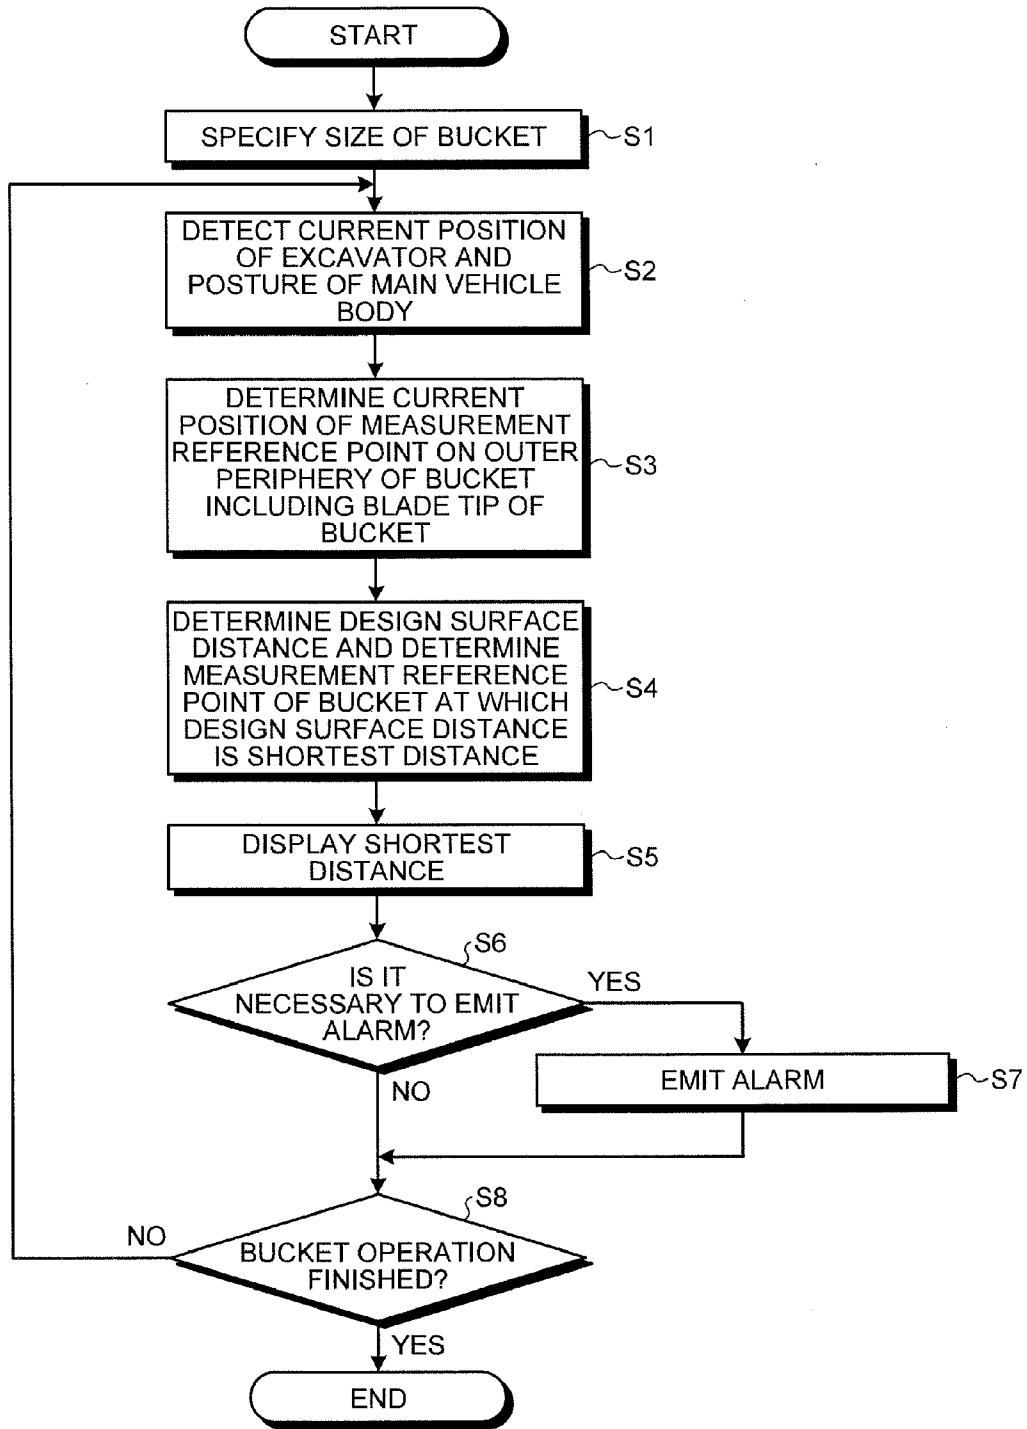 START
SPECIFY SIZE OF BUCKET
S1
DETECT CURRENT POSITION
OF EXCAVATOR AND
POSTURE OF MAIN VEHICLE
BODY
S2
DETERMINE CURRENT
POSITION OF MEASUREMENT
REFERENCE POINT ON OUTER
PERIPHERY OF BUCKET
INCLUDING BLADE TIP OF
BUCKET
S3
DETERMINE DESIGN SURFACE
DISTANCE AND DETERMINE
MEASUREMENT REFERENCE
POINT OF BUCKET AT WHICH
DESIGN SURFACE DISTANCE
IS SHORTEST DISTANCE
S4
DISPLAY SHORTEST
DISTANCE
S5
S6
IS IT
NECESSARY TO EMIT
ALARM?
YES
NO
EMIT ALARM
S7
S8
BUCKET OPERATION
FINISHED?
NO
YES
END